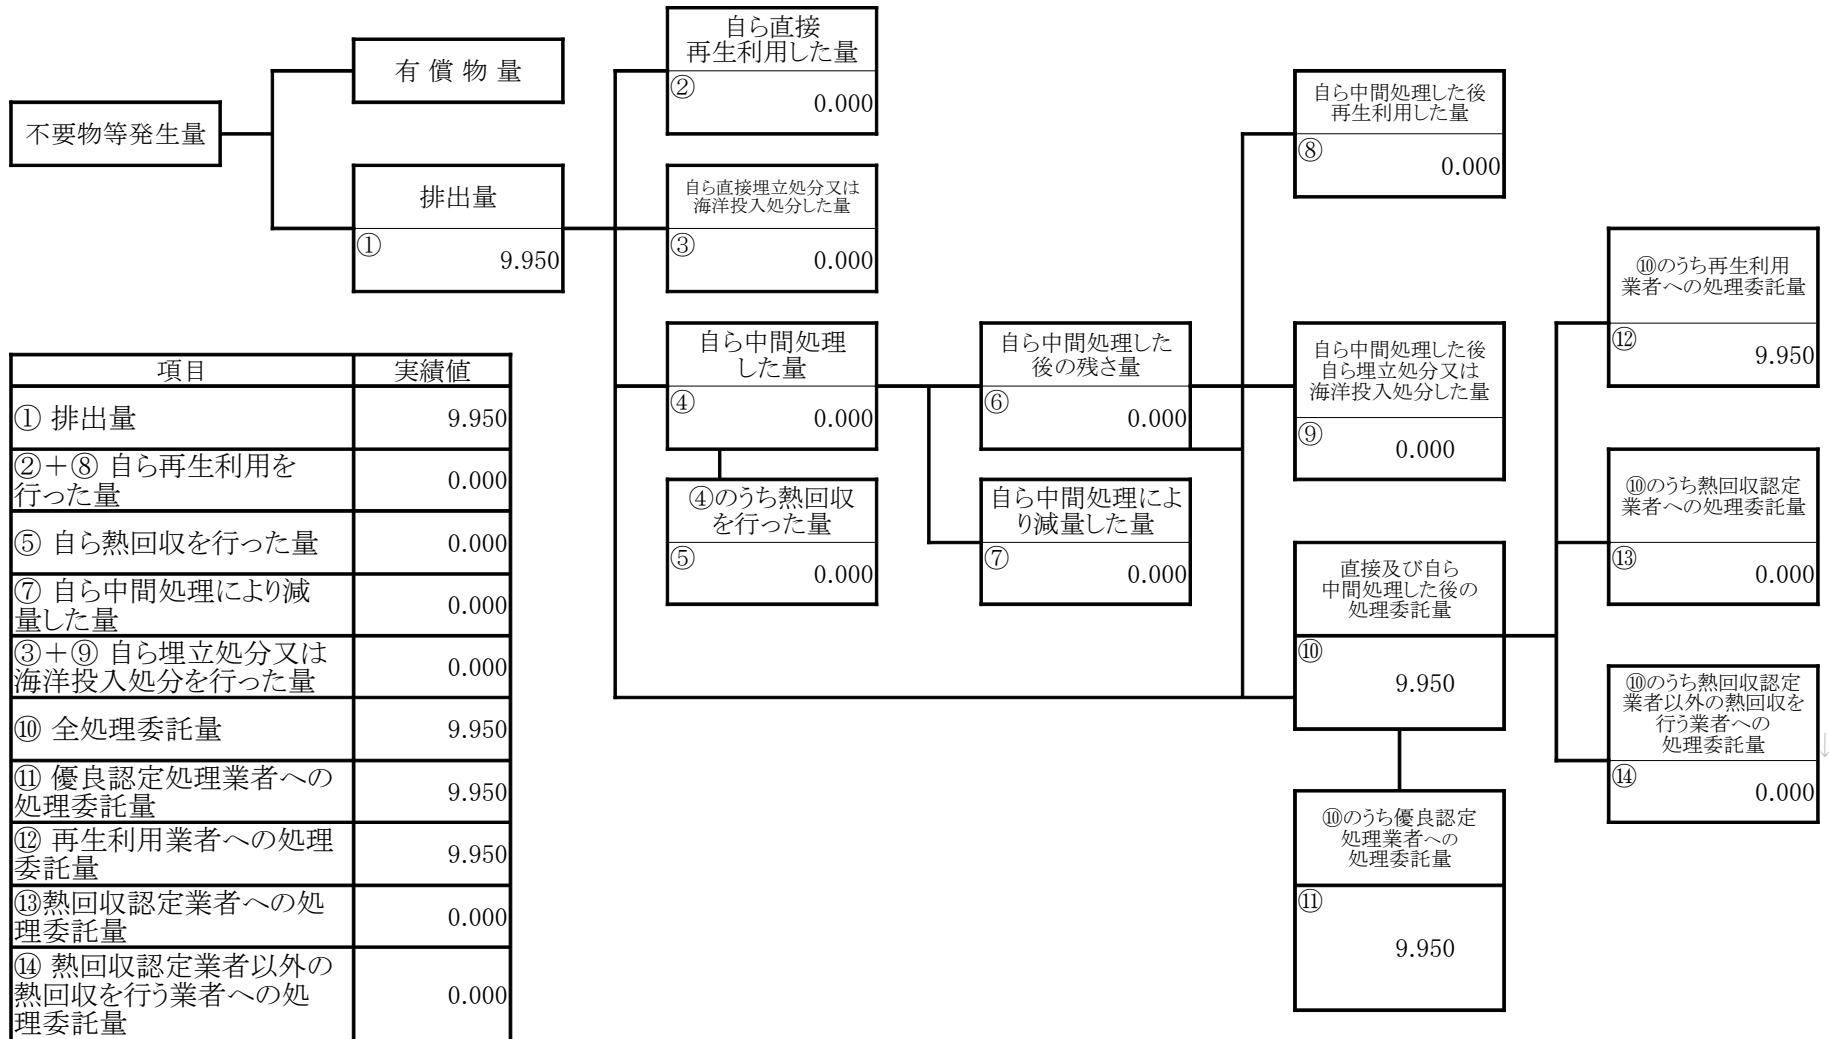 不要物等発生量
有 償 物 量
排出量
①
9.950
自ら直接
再生利用した量
②
0.000
自ら直接埋立処分又は
海洋投入処分した量
③
0.000
自ら中間処理
した量
④
0.000
④のうち熱回収
を行った量
⑤
0.000
自ら中間処理した
後の残さ量
⑥
0.000
自ら中間処理によ
り減量した量
⑦
0.000
自ら中間処理した後
再生利用した量
⑧
0.000
自ら中間処理した後
自ら埋立処分又は
海洋投入処分した量
⑨
0.000
直接及び自ら
中間処理した後の
処理委託量
⑩
9.950
⑩のうち優良認定
処理業者への
処理委託量
⑪
9.950
⑩のうち再生利用
業者への処理委託量
⑫
9.950
⑩のうち熱回収認定
業者への処理委託量
⑬
0.000
⑩のうち熱回収認定
業者以外の熱回収を
行う業者への
処理委託量
⑭
0.000
↓
項目 実績値
① 排出量 9.950
②+⑧ 自ら再生利用を
行った量 0.000
⑤ 自ら熱回収を行った量 0.000
⑦ 自ら中間処理により減
量した量 0.000
③+⑨ 自ら埋立処分又は
海洋投入処分を行った量 0.000
⑩ 全処理委託量 9.950
⑪ 優良認定処理業者への
処理委託量 9.950
⑫ 再生利用業者への処理
委託量 9.950
⑬熱回収認定業者への処
理委託量 0.000
⑭ 熱回収認定業者以外の
熱回収を行う業者への処
理委託量 0.000